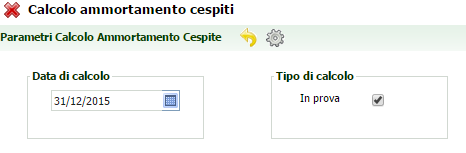 Calcolo ammortamento cespiti
Parametri Calcolo Ammortamento Cespite
Data di calcolo
31/12/2015
Tipo di calcolo
In prova